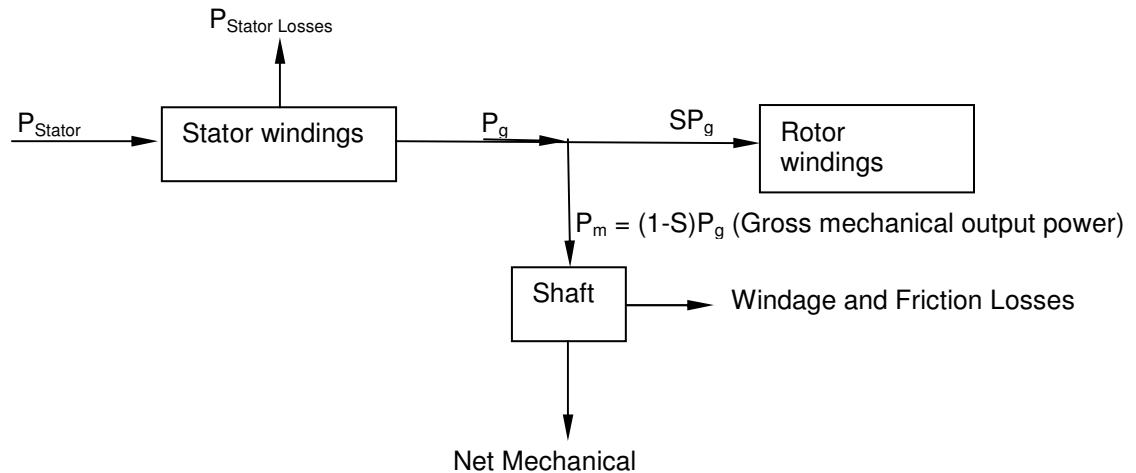 P_Stator Losses
P_Stator
Stator windings
P_g
SP_g
Rotor
windings
P_m = (1-S)P_g (Gross mechanical output power)
Shaft
Windage and Friction Losses
Net Mechanical